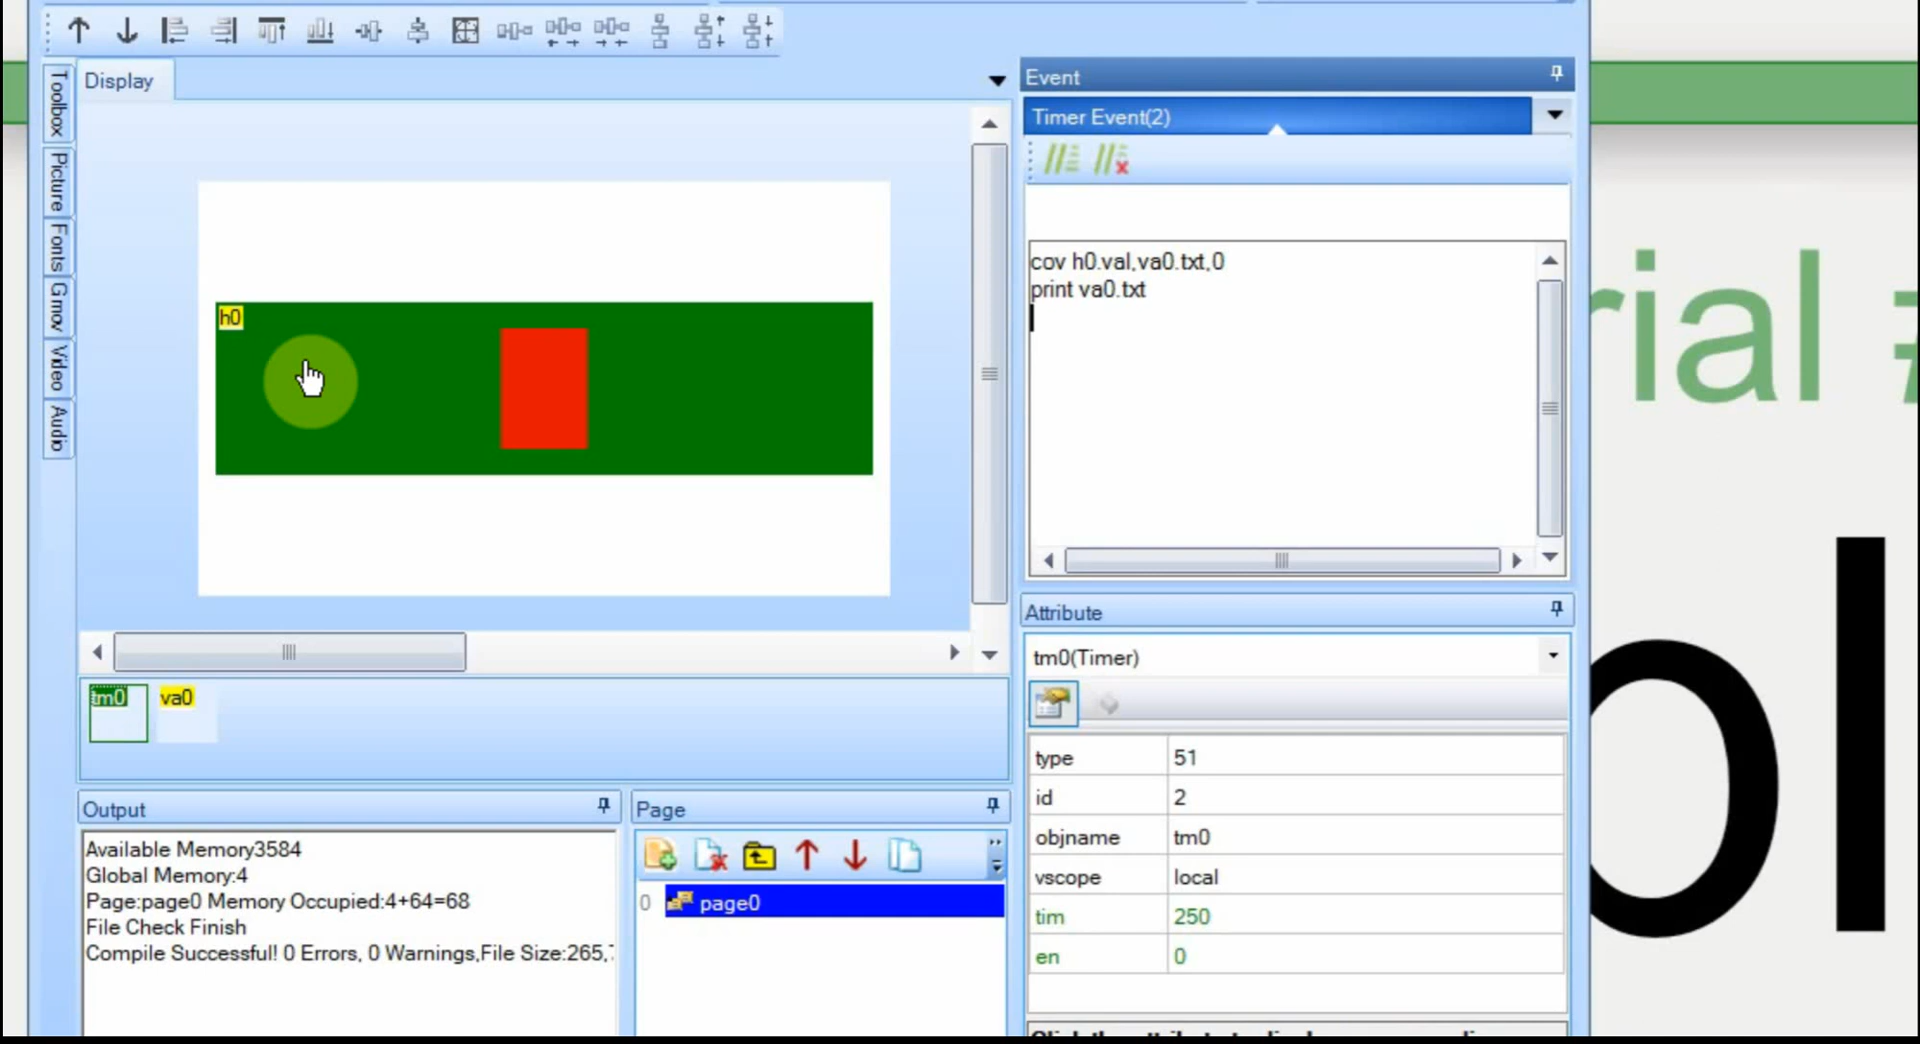 Display
Toolbox
Picture
Fonts
Gmov
Video
Audio
h0
tm0
va0
Output
Available Memory3584
Global Memory:4
Page:page0 Memory Occupied:4+64=68
File Check Finish
Compile Successful! 0 Errors, 0 Warnings,File Size:265,
Page
0 page0
Event
Timer Event(2)
cov h0.val,va0.txt,0
print va0.txt
Attribute
tm0(Timer)
type 51
id 2
objname tm0
vscope local
tim 250
en 0
rial #
ol